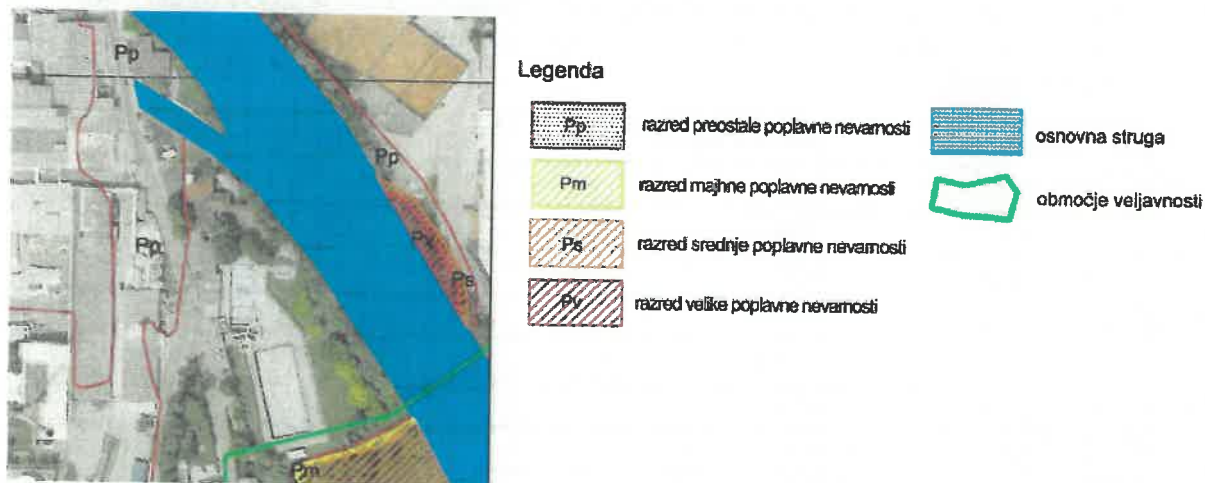 Pp
Pp
Pp
Ps
Pm
Legenda
Pp razred preostale poplavne nevarnosti
Pm razred majhne poplavne nevarnosti
Ps razred srednje poplavne nevarnosti
Pv razred velike poplavne nevarnosti
osnovna struga
območje veljavnosti